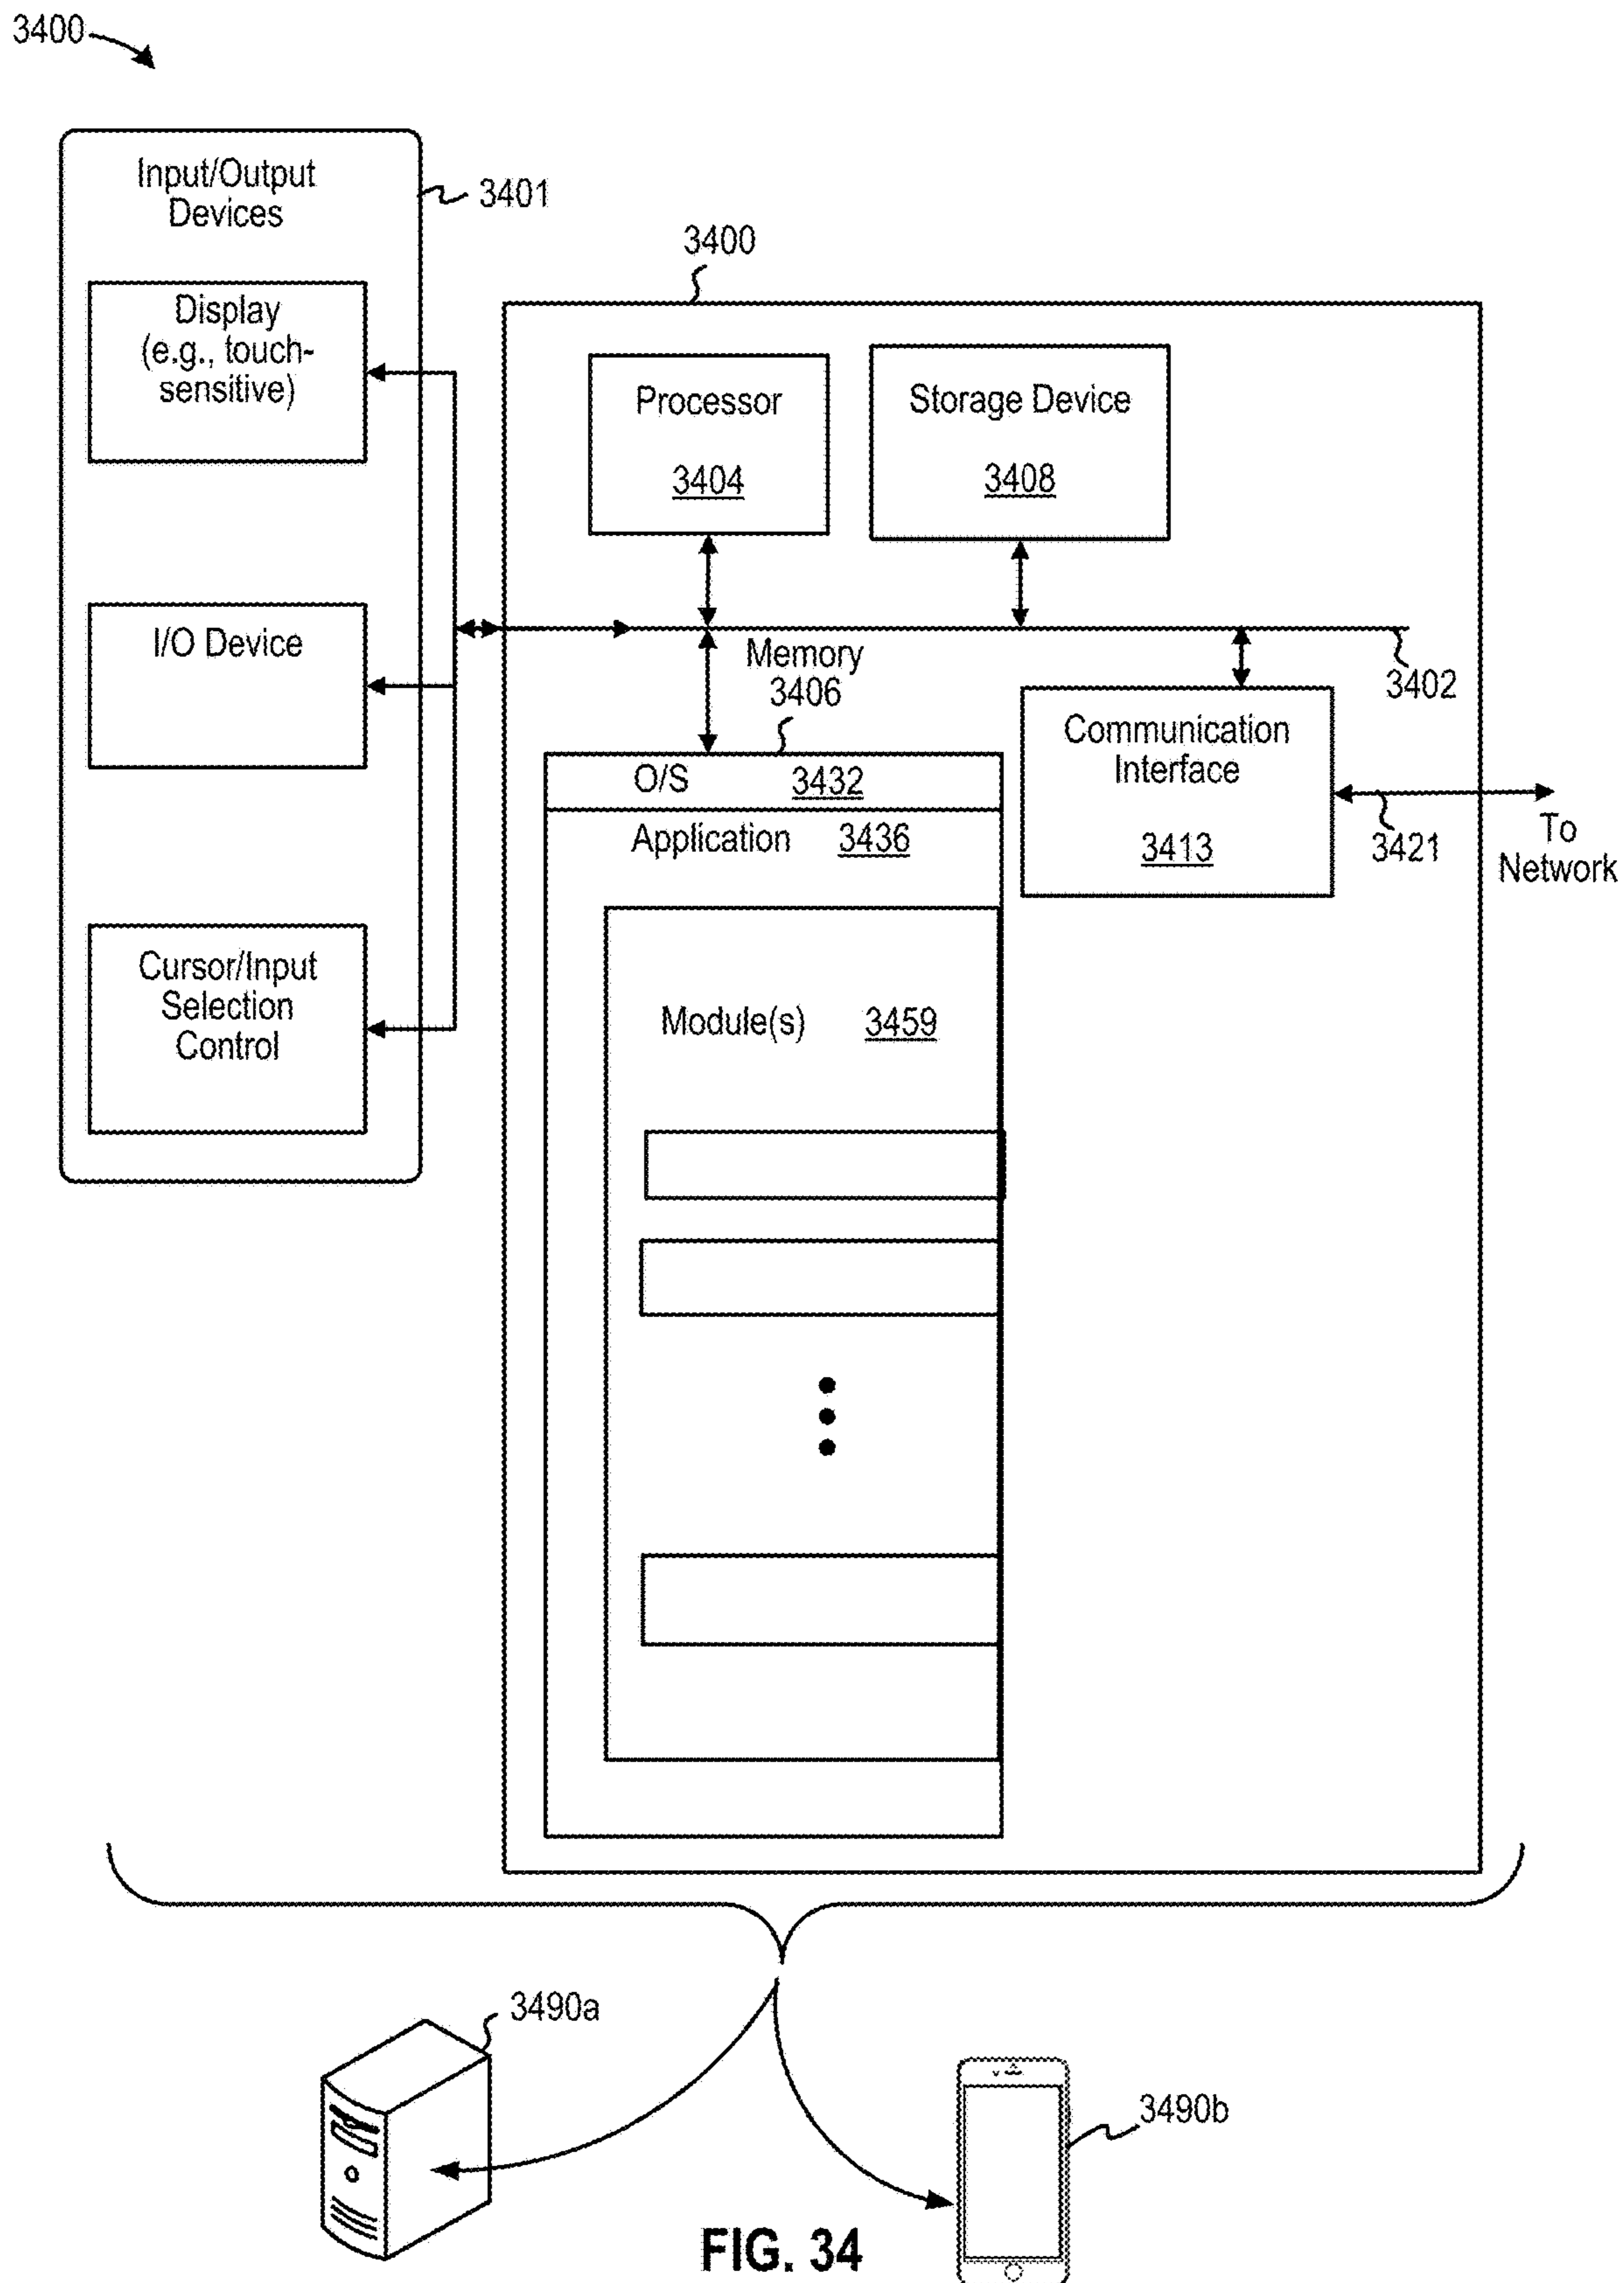 3400
Input/Output
Devices
3401
Display
(e.g., touch-
sensitive)
I/O Device
Cursor/Input
Selection
Control
3400
Processor
3404
Storage Device
3408
Memory
3406
3402
O/S 3432
Application 3436
Module(s) 3459
Communication
Interface
3413
3421
To
Network
3490a
3490b
FIG. 34